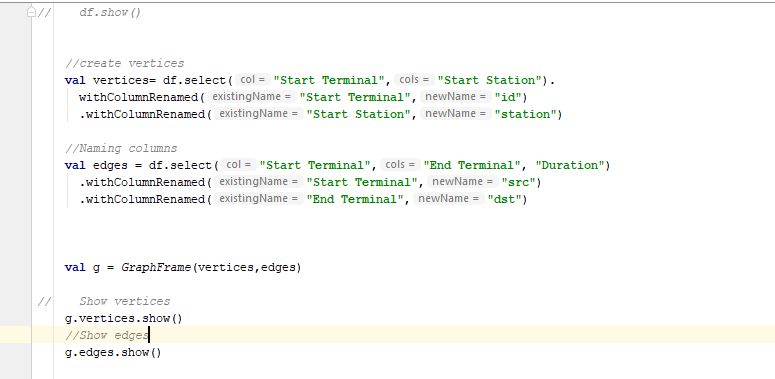 //    df.show()
//create vertices
val vertices= df.select( col = "Start Terminal", cols = "Start Station").
withColumnRenamed( existingName = "Start Terminal", newName = "id")
.withColumnRenamed( existingName = "Start Station", newName = "station")
//Naming columns
val edges = df.select( col = "Start Terminal", cols = "End Terminal", "Duration")
.withColumnRenamed( existingName = "Start Terminal", newName = "src")
.withColumnRenamed( existingName = "End Terminal", newName = "dst")
val g = GraphFrame(vertices,edges)
//    Show vertices
g.vertices.show()
//Show edges
g.edges.show()